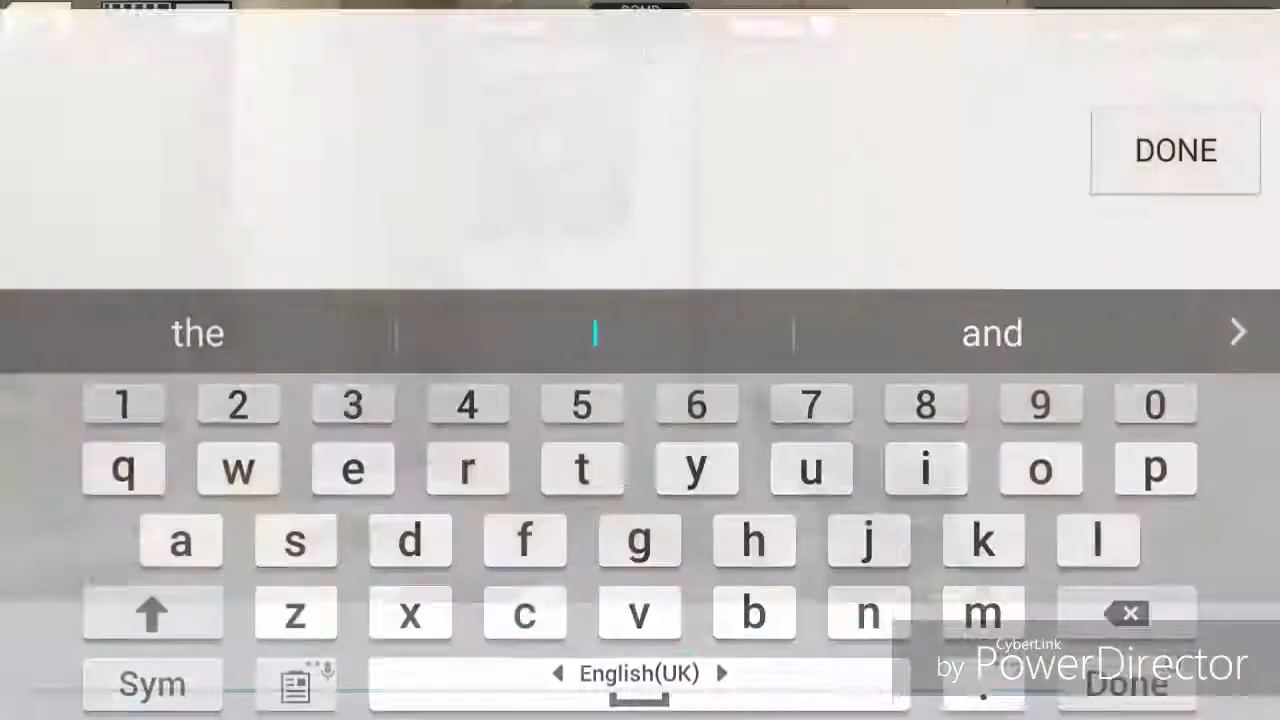 DONE
the I and
1 2 3 4 5 6 7 8 9 0
q w e r t y u i o p
a s d f g h j k l
z x c v b n m
Sym English(UK) . Done
CyberLink
by PowerDirector